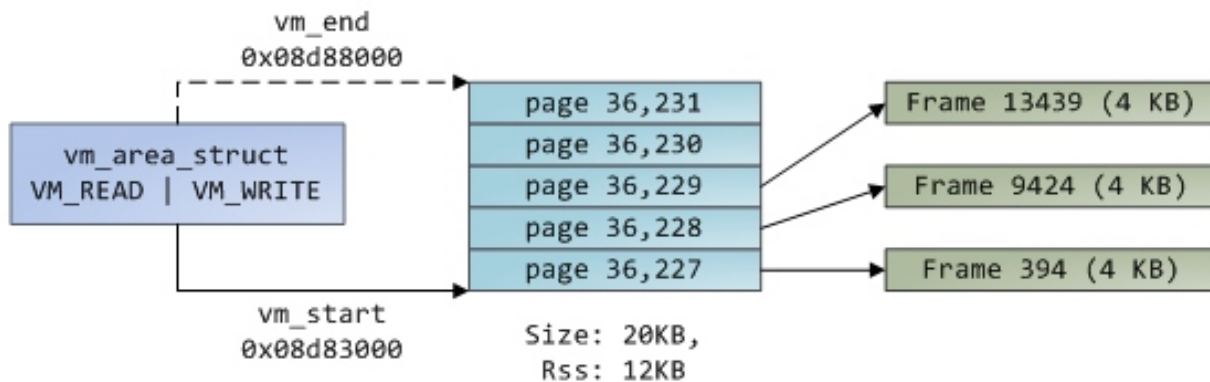 vm_end
0x08d88000
vm_area_struct
VM_READ | VM_WRITE
vm_start
0x08d83000
page 36,231
page 36,230
page 36,229
page 36,228
page 36,227
Size: 20KB,
Rss: 12KB
Frame 13439 (4 KB)
Frame 9424 (4 KB)
Frame 394 (4 KB)